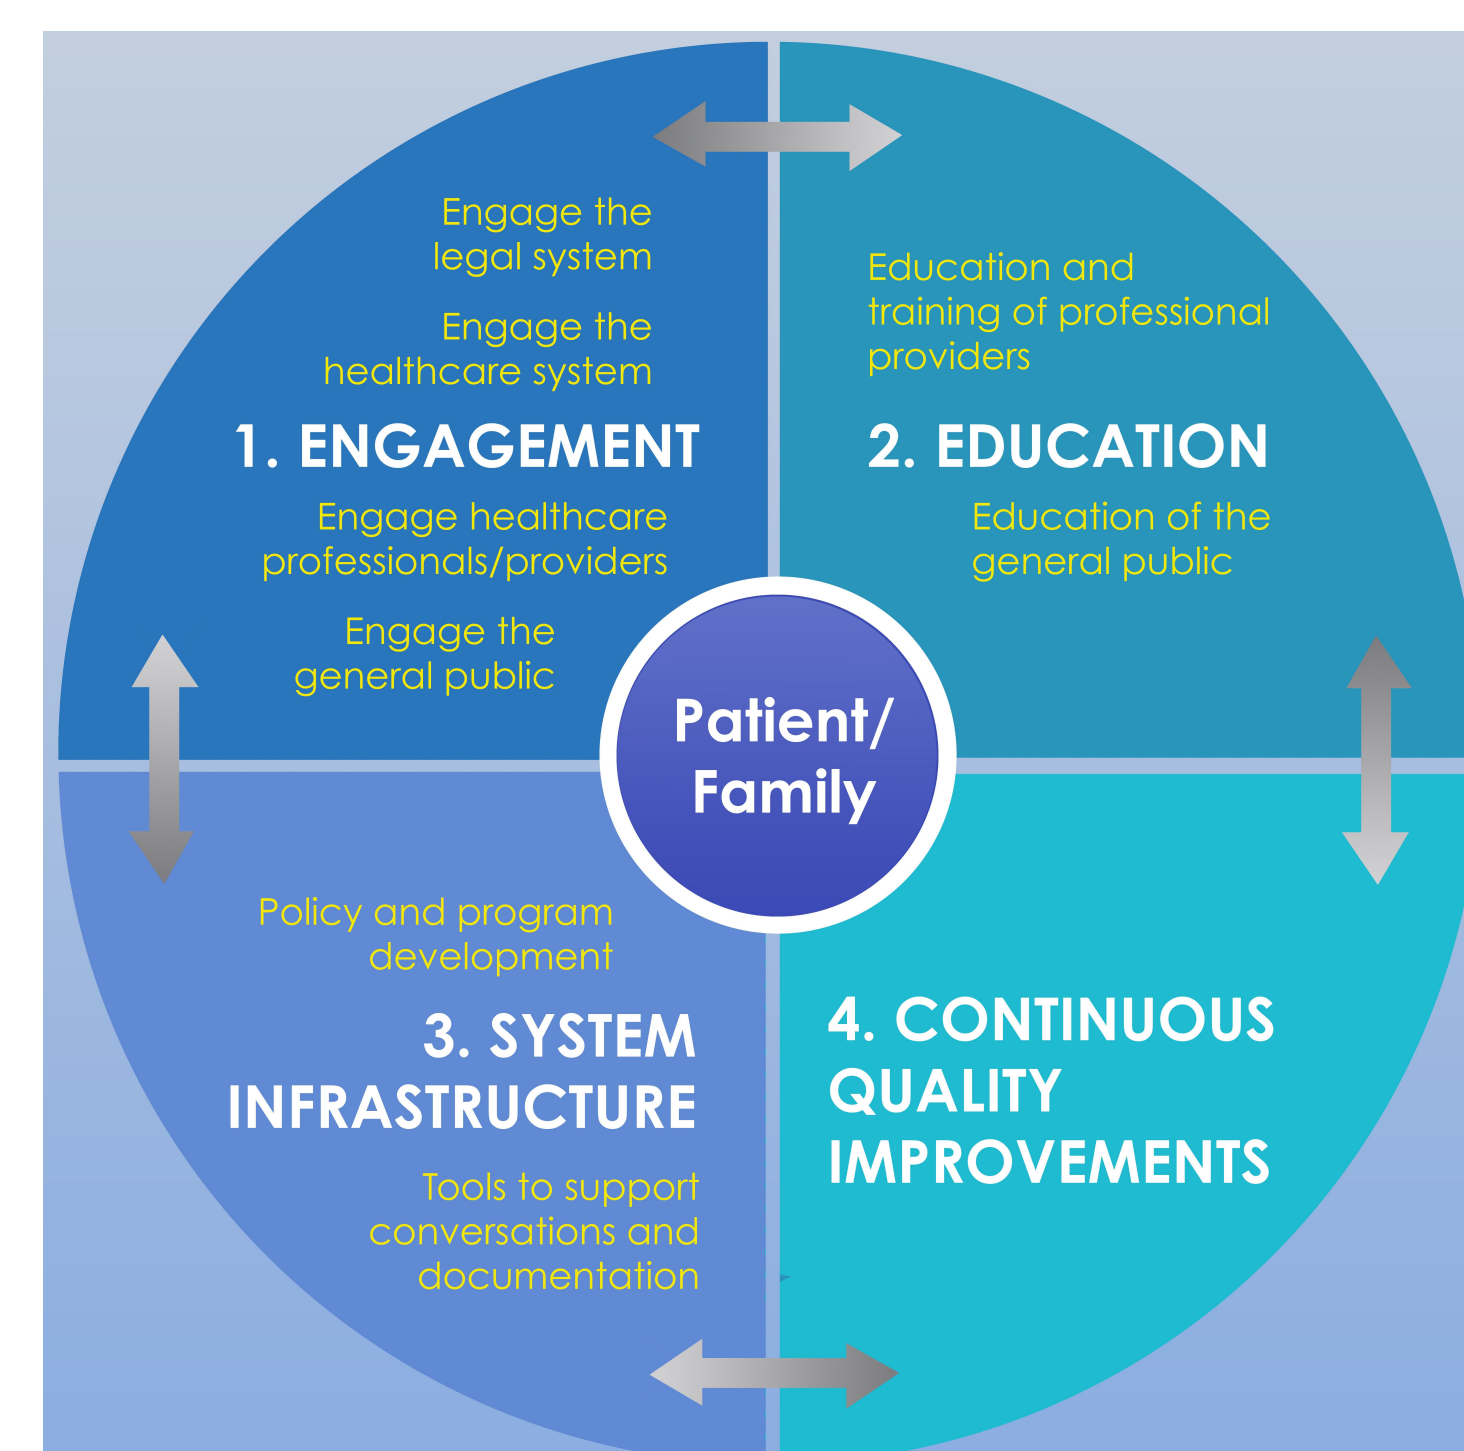 Engage the
legal system
Engage the
healthcare system
1. ENGAGEMENT
Engage healthcare
professionals/providers
Engage the
general public
Education and
training of professional
providers
2. EDUCATION
Education of the
general public
Patient/
Family
Policy and program
development
3. SYSTEM
INFRASTRUCTURE
Tools to support
conversations and
documentation
4. CONTINUOUS
QUALITY
IMPROVEMENTS